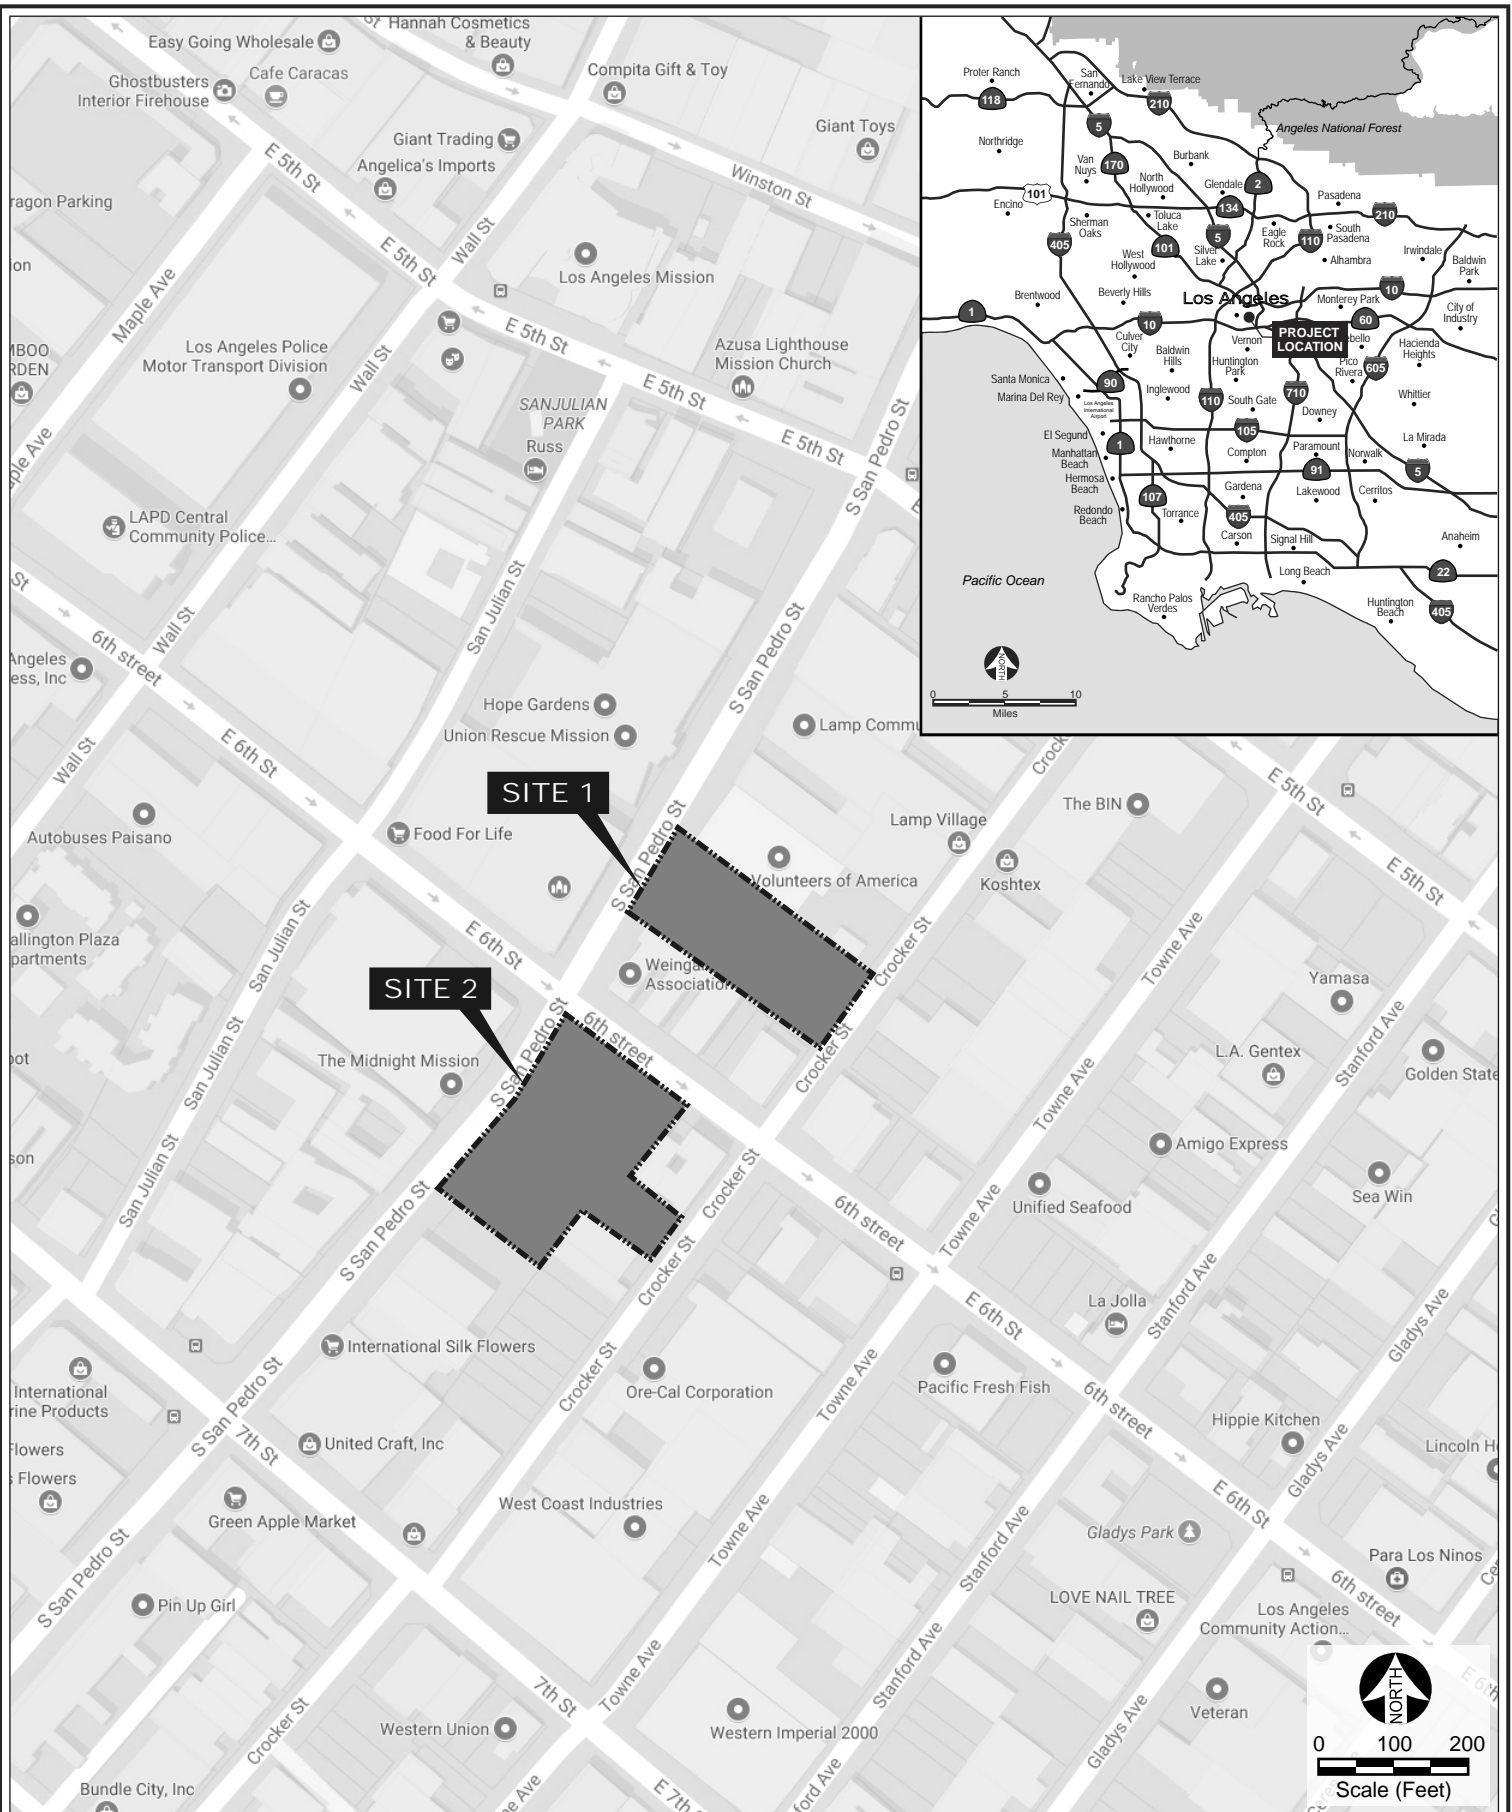 Hannah Cosmetics
& Beauty
Easy Going Wholesale
Cafe Caracas
Ghostbusters
Interior Firehouse
Compita Gift & Toy
Giant Toys
Giant Trading
Angelica's Imports
E 5th St
Winston St
ragon Parking
Wall St
E 5th St
Los Angeles Mission
Maple Ave
E 5th St
Los Angeles Police
Motor Transport Division
Wall St
Azusa Lighthouse
Mission Church
E 5th St
SANJULIAN
PARK
Russ
E 5th St
S San Pedro St
LAPD Central
Community Police...
San Julian St
Wall St
6th street
S San Pedro St
Hope Gardens
Union Rescue Mission
Lamp Commu
E 6th St
Wall St
SITE 1
Autobuses Paisano
Food For Life
S San Pedro St
Volunteers of America
Lamp Village
Koshtex
The BIN
E 5th St
E 5th St
San Julian St
E 6th St
Weingar
Association
Crocker St
Towne Ave
Yamasa
SITE 2
S San Pedro St
6th street
The Midnight Mission
Crocker St
San Julian St
L.A. Gentex
Stanford Ave
Golden State
Towne Ave
Amigo Express
San Julian St
Crocker St
Unified Seafood
Sea Win
S San Pedro St
6th street
Towne Ave
Crocker St
La Jolla
Stanford Ave
E 6th St
International Silk Flowers
Ore-Cal Corporation
Crocker St
Towne Ave
Pacific Fresh Fish
Gladys Ave
International
rine Products
S San Pedro St
7th St
United Craft, Inc
6th street
Hippie Kitchen
Flowers
Flowers
Green Apple Market
West Coast Industries
Towne Ave
Stanford Ave
Gladys Ave
E 6th St
Gladys Park
Para Los Ninos
S San Pedro St
Pin Up Girl
LOVE NAIL TREE
Los Angeles
Community Action...
6th street
Towne Ave
Stanford Ave
7th St
Crocker St
Western Union
Western Imperial 2000
Veteran
Gladys Ave
Bundle City, Inc
E 7th
NORTH
0 100 200
Scale (Feet)
Proter Ranch
San
Fernando
Lake View Terrace
118
210
5
Angeles National Forest
Northridge
Van
Nuys
170
Burbank
North
Hollywood
Glendale
2
Pasadena
101
Encino
134
210
Sherman
Oaks
Toluca
Lake
5
Eagle
Rock
110
South
Pasadena
405
101
West
Hollywood
Silver
Lake
Alhambra
Irwindale
Baldwin
Park
Brentwood
Beverly Hills
Los Angeles
Monterey Park
10
City of
Industry
1
10
60
PROJECT
LOCATION
Culver
City
Baldwin
Hills
Vernon
ebello
Hacienda
Heights
Huntington
Park
Pico
Rivera
605
Santa Monica
90
Marina Del Rey
Los Angeles
International
Airport
Inglewood
110
South Gate
710
Downey
Whittier
El Segund
1
Hawthorne
105
Manhattan
Beach
Compton
Paramount
Norwalk
La Mirada
Hermosa
Beach
91
5
107
Gardena
Lakewood
Cerritos
Redondo
Beach
Torrance
405
Carson
Signal Hill
Anaheim
Pacific Ocean
Long Beach
22
Rancho Palos
Verdes
Huntington
Beach
405
NORTH
0 5 10
Miles